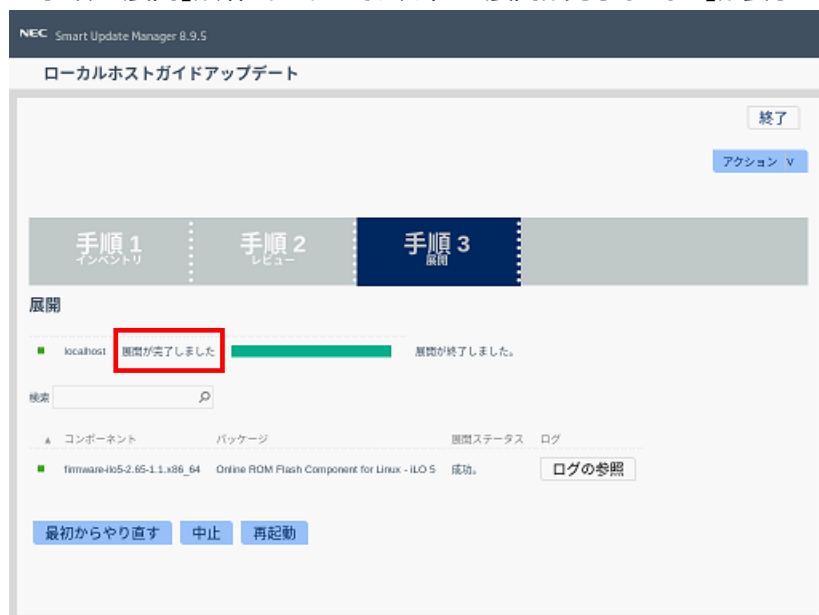 NEC Smart Update Manager 8.9.5
ローカルホストガイドアップデート
終了
アクション ∨
手順 1
インベントリ
手順 2
レビュー
手順 3
展開
展開
localhost 展開が完了しました 展開が終了しました。
検索
▲ コンポーネント パッケージ 展開ステータス ログ
firmware-ilo5-2.65-1.1.x86_64 Online ROM Flash Component for Linux - iLO 5 成功。 ログの参照
最初からやり直す 中止 再起動